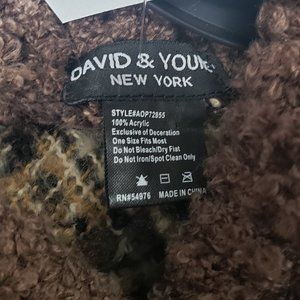 DAVID & YOUNG
NEW YORK
STYLE#AOP72855
100% Acrylic
Exclusive of Decoration
One Size Fits Most
Do Not Bleach/Dry Flat
Do Not Iron/Spot Clean Only
RN#54976 MADE IN CHINA